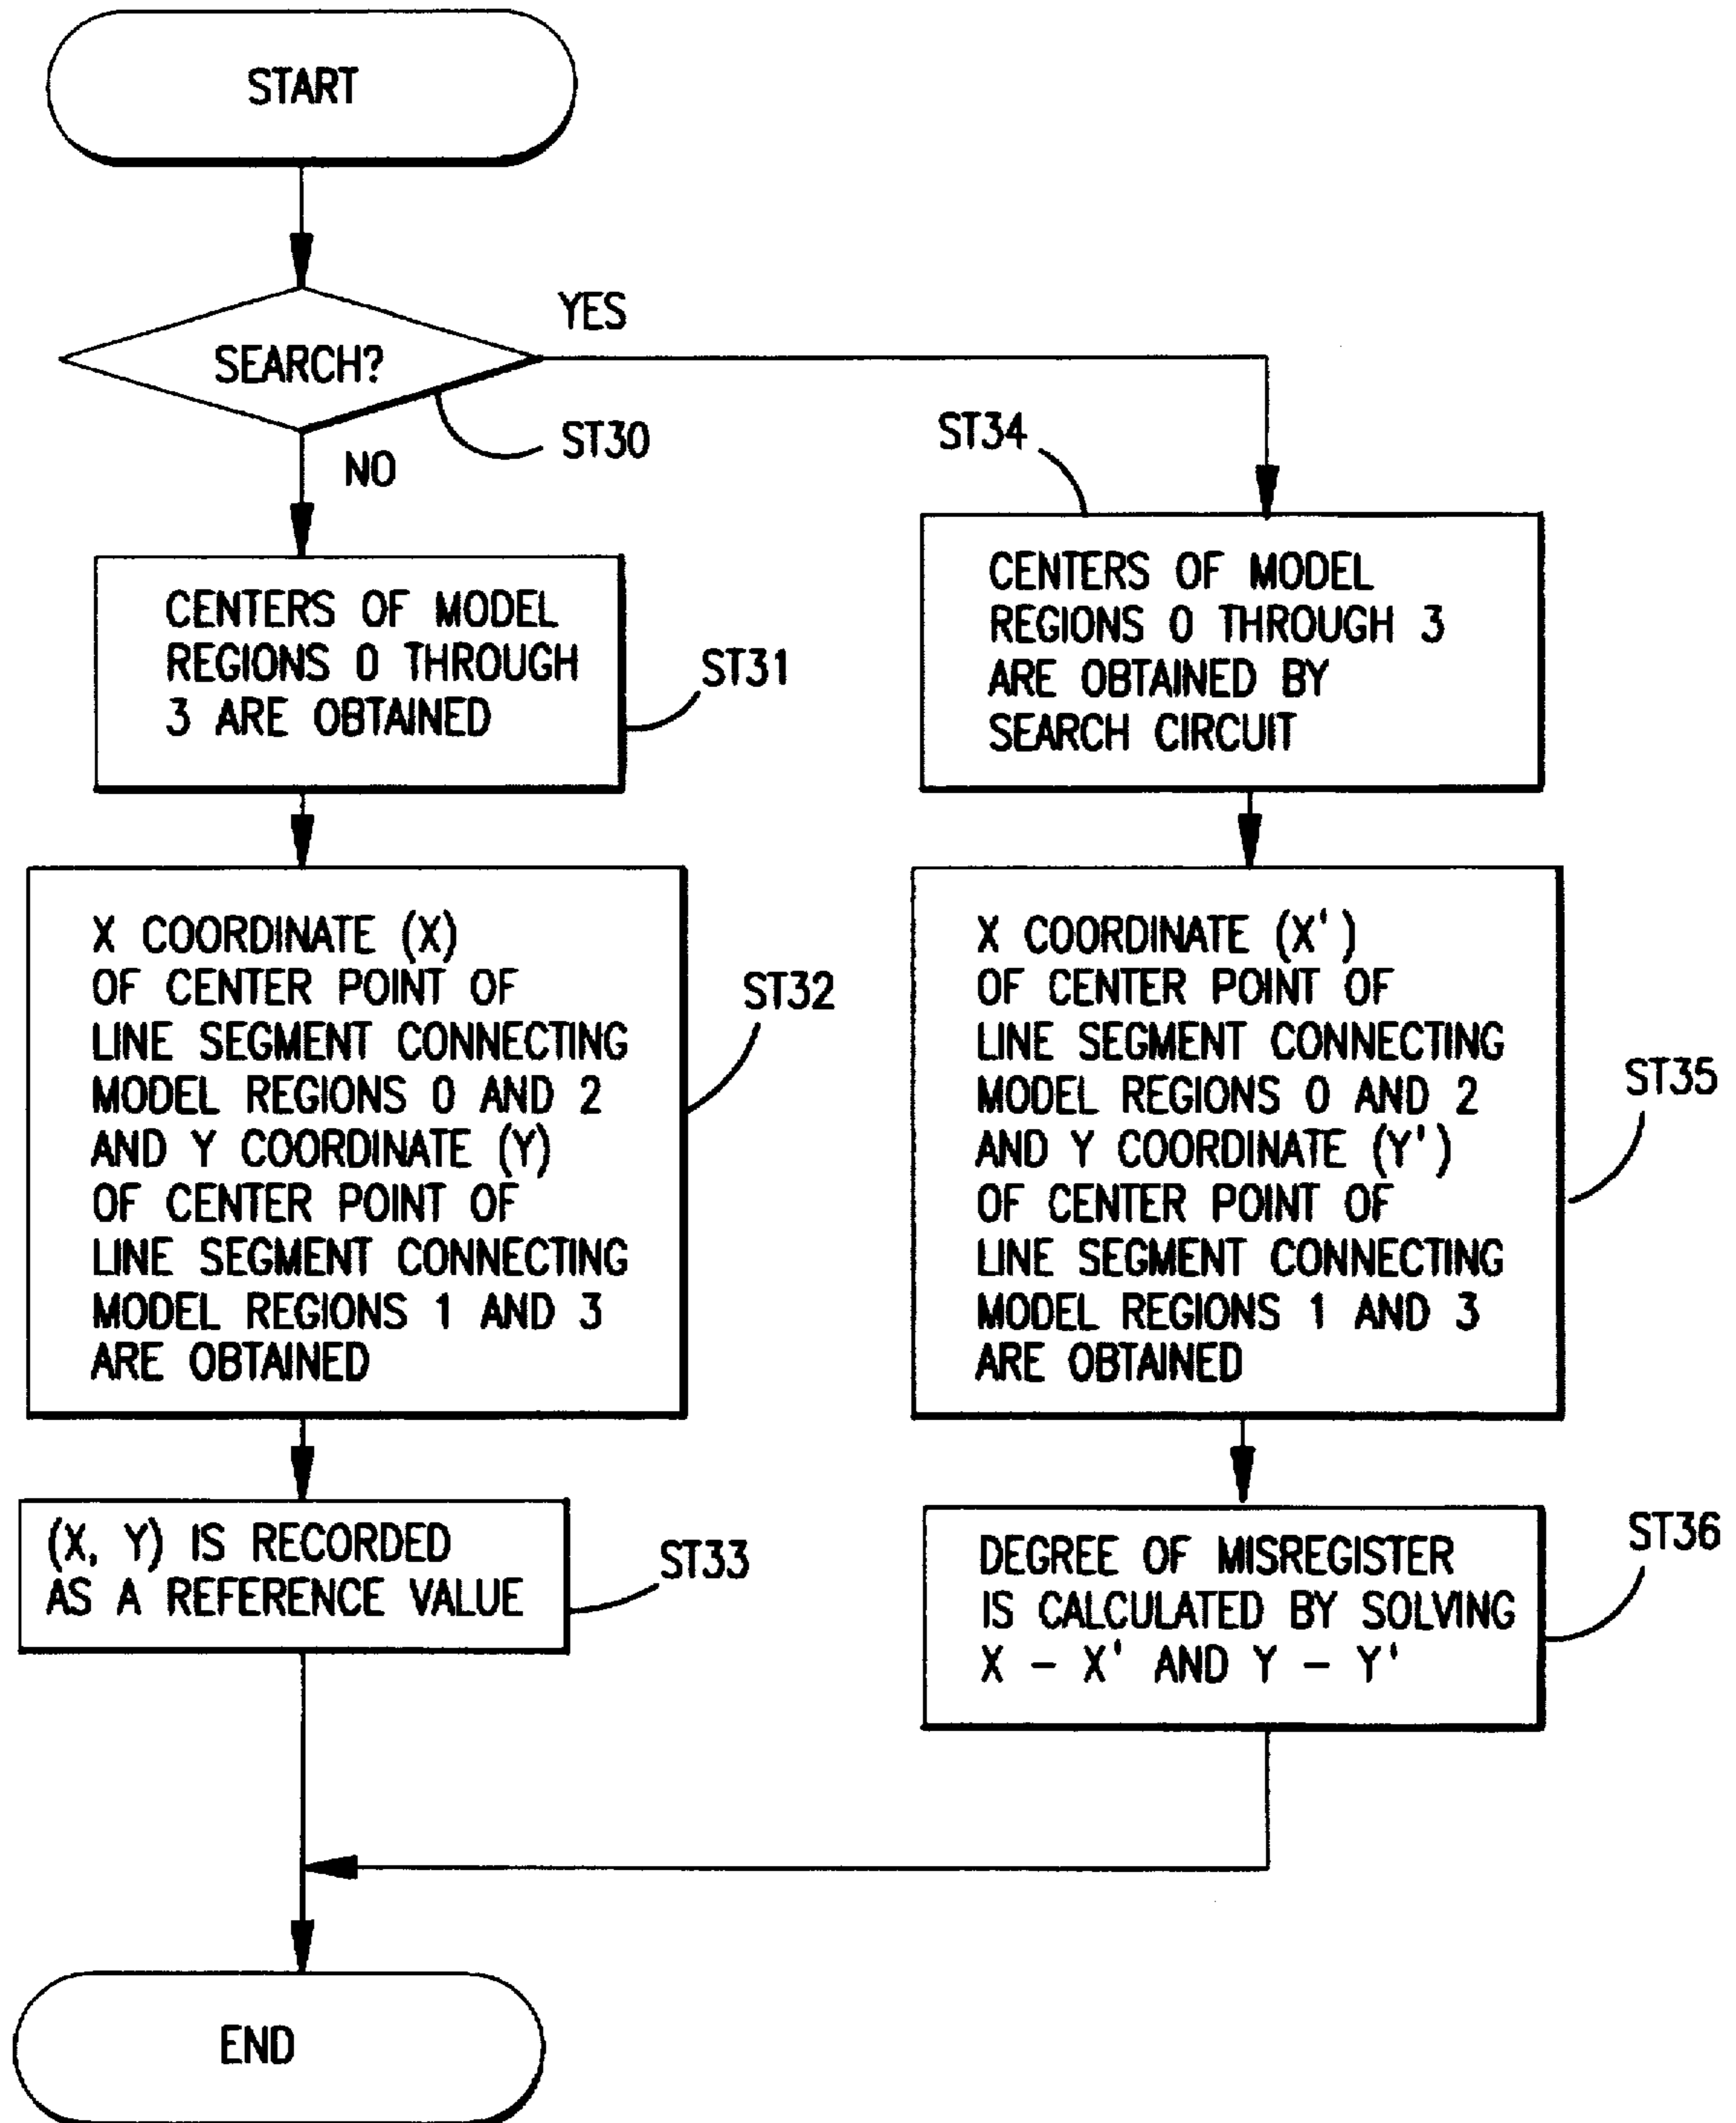 START
SEARCH?
YES
NO
ST30
CENTERS OF MODEL
REGIONS 0 THROUGH
3 ARE OBTAINED
ST31
X COORDINATE (X)
OF CENTER POINT OF
LINE SEGMENT CONNECTING
MODEL REGIONS 0 AND 2
AND Y COORDINATE (Y)
OF CENTER POINT OF
LINE SEGMENT CONNECTING
MODEL REGIONS 1 AND 3
ARE OBTAINED
ST32
(X, Y) IS RECORDED
AS A REFERENCE VALUE
ST33
ST34
CENTERS OF MODEL
REGIONS 0 THROUGH 3
ARE OBTAINED BY
SEARCH CIRCUIT
X COORDINATE (X')
OF CENTER POINT OF
LINE SEGMENT CONNECTING
MODEL REGIONS 0 AND 2
AND Y COORDINATE (Y')
OF CENTER POINT OF
LINE SEGMENT CONNECTING
MODEL REGIONS 1 AND 3
ARE OBTAINED
ST35
DEGREE OF MISREGISTER
IS CALCULATED BY SOLVING
X - X' AND Y - Y'
ST36
END